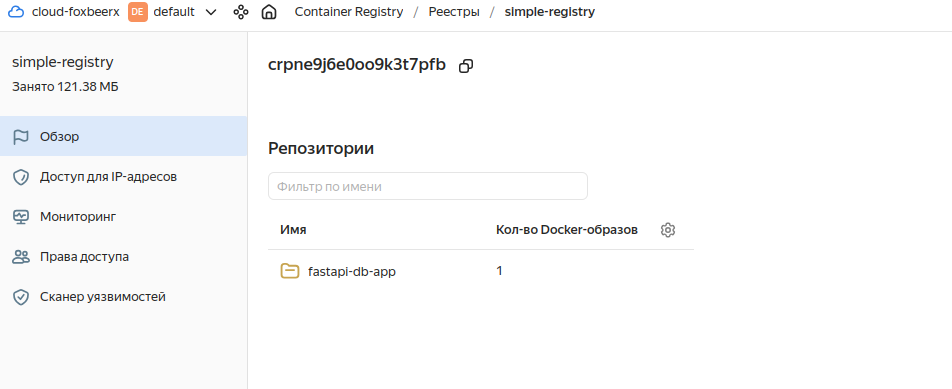 cloud-foxbeerx DE default Container Registry / Реестры / simple-registry
simple-registry
Занято 121.38 МБ
Обзор
Доступ для IP-адресов
Мониторинг
Права доступа
Сканер уязвимостей
crpne9j6e0oo9k3t7pfb
Репозитории
Фильтр по имени
Имя Кол-во Docker-образов
fastapi-db-app 1